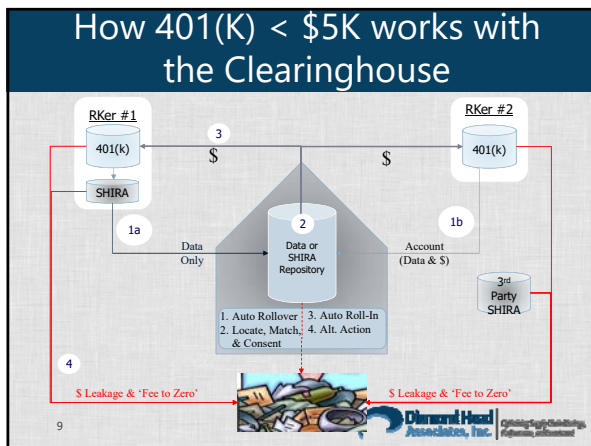 How 401(K) < $5K works with
the Clearinghouse
RKer #1
RKer #2
3
401(k)
$
$
401(k)
SHIRA
1a
2
1b
Data
Only
Data or
SHIRA
Repository
Account
(Data & $)
3rd
Party
SHIRA
1. Auto Rollover
2. Locate, Match,
& Consent
3. Auto Roll-In
4. Alt. Action
4
$ Leakage & ‘Fee to Zero’
$ Leakage & ‘Fee to Zero’
9
Diamond Head
Associates, Inc.